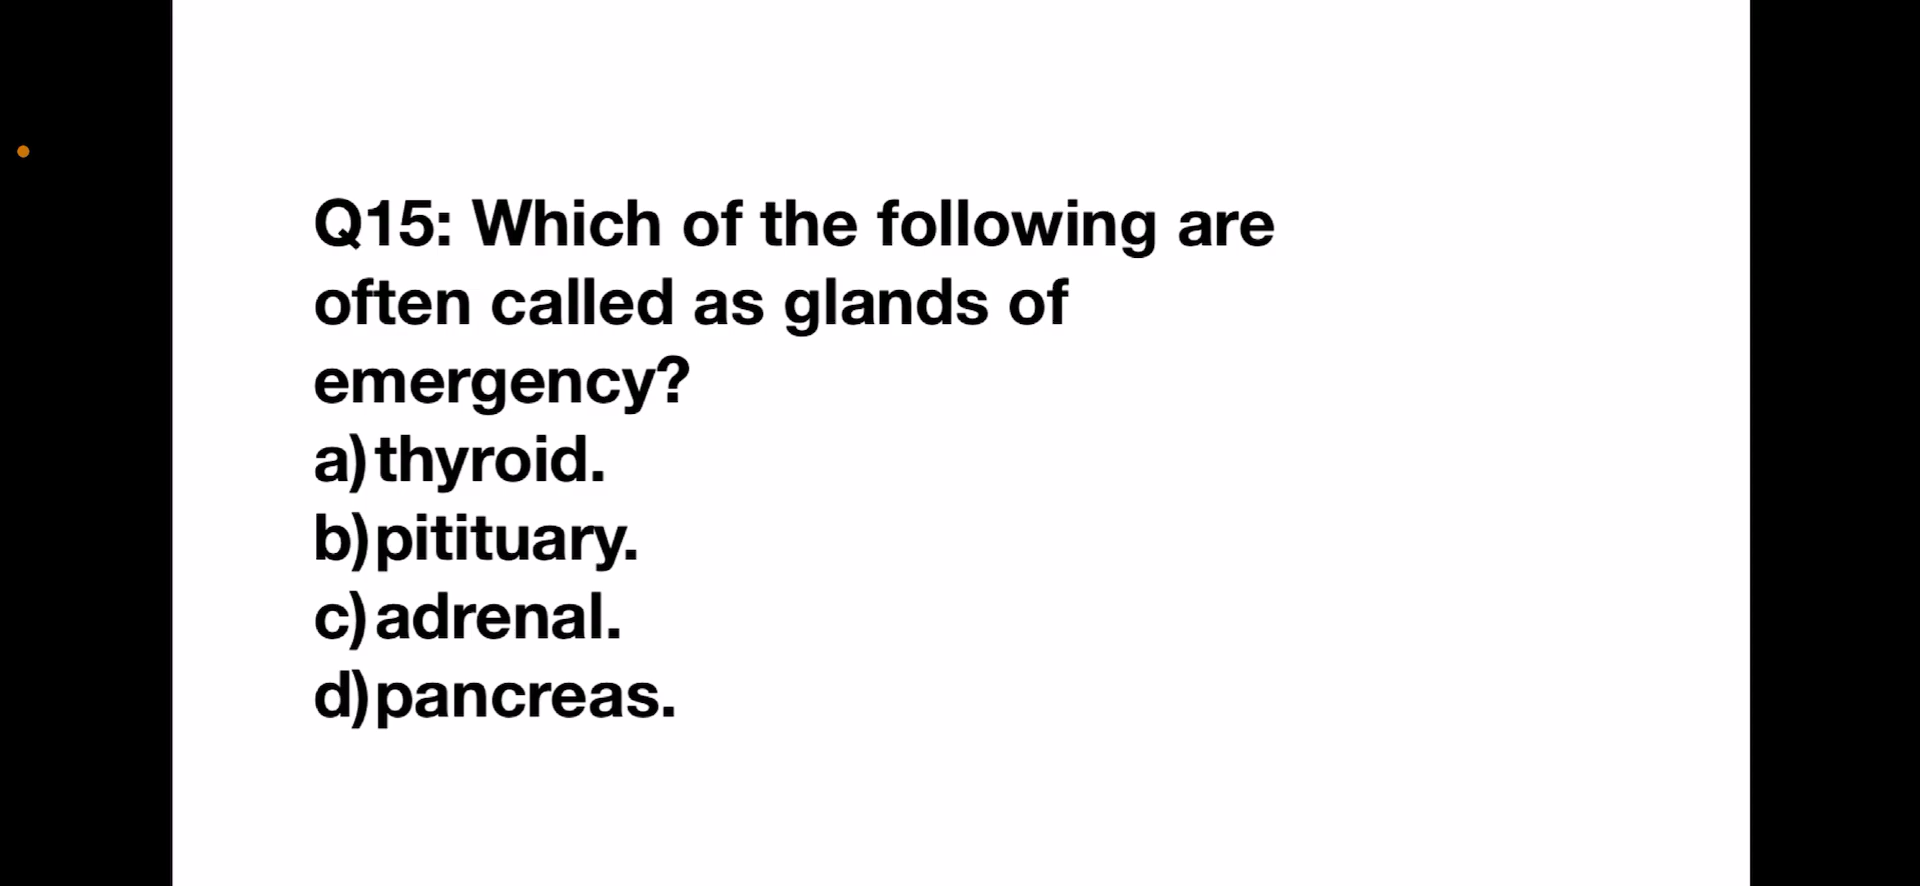 Q15: Which of the following are
often called as glands of
emergency?
a) thyroid.
b) pitituary.
c) adrenal.
d) pancreas.